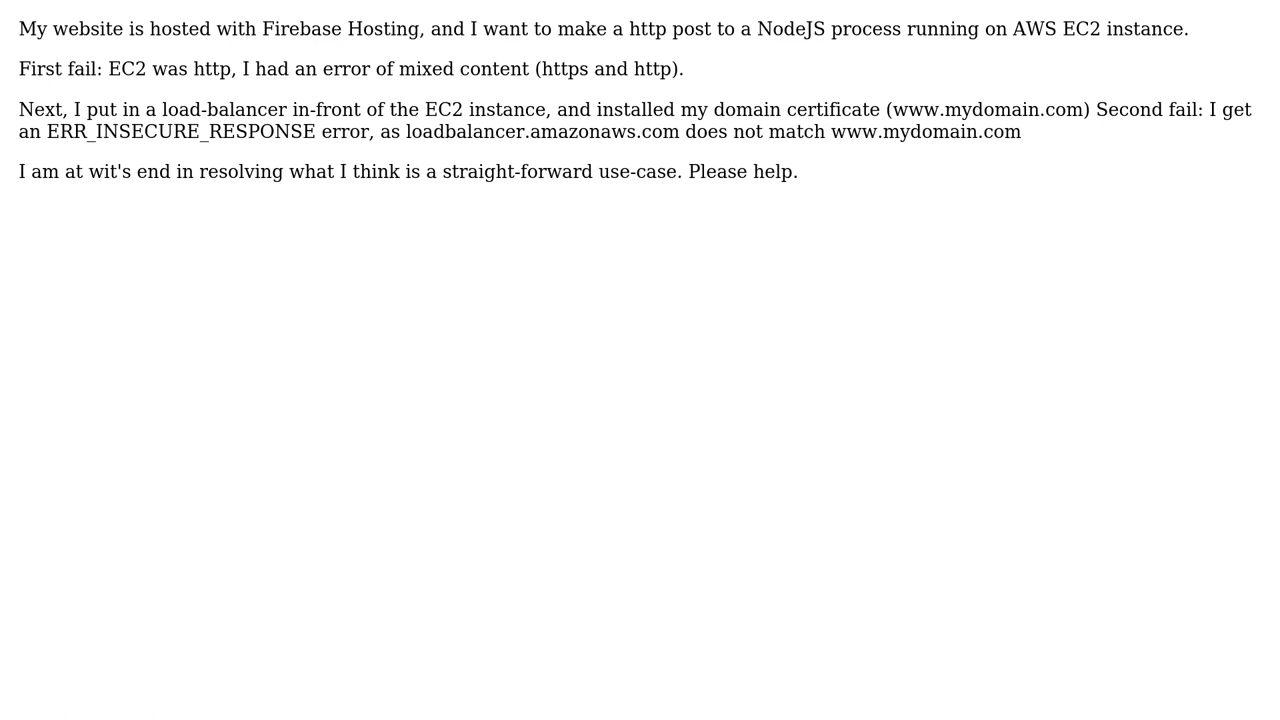 My website is hosted with Firebase Hosting, and I want to make a http post to a NodeJS process running on AWS EC2 instance.
First fail: EC2 was http, I had an error of mixed content (https and http).
Next, I put in a load-balancer in-front of the EC2 instance, and installed my domain certificate (www.mydomain.com) Second fail: I get
an ERR_INSECURE_RESPONSE error, as loadbalancer.amazonaws.com does not match www.mydomain.com
I am at wit's end in resolving what I think is a straight-forward use-case. Please help.